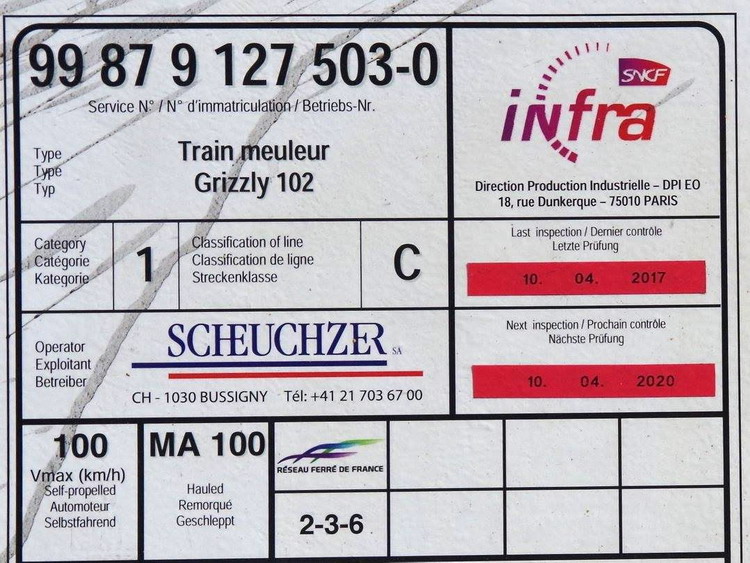 99 87 9 127 503-0
Service N° / N° d'immatriculation / Betriebs-Nr.
Type
Type
Typ
Train meuleur
Grizzly 102
SNCF
infra
Direction Production Industrielle – DPI EO
18, rue Dunkerque – 75010 PARIS
Category
Catégorie
Kategorie
1
Classification of line
Classification de ligne
Streckenklasse
C
Last inspection / Dernier contrôle
Letzte Prüfung
10. 04. 2017
Operator
Exploitant
Betreiber
SCHEUCHZER SA
CH - 1030 BUSSIGNY Tél: +41 21 703 67 00
Next inspection / Prochain contrôle
Nächste Prüfung
10. 04. 2020
100
Vmax (km/h)
Self-propelled
Automoteur
Selbstfahrend
MA 100
Hauled
Remorqué
Geschleppt
RÉSEAU FERRÉ DE FRANCE
2-3-6